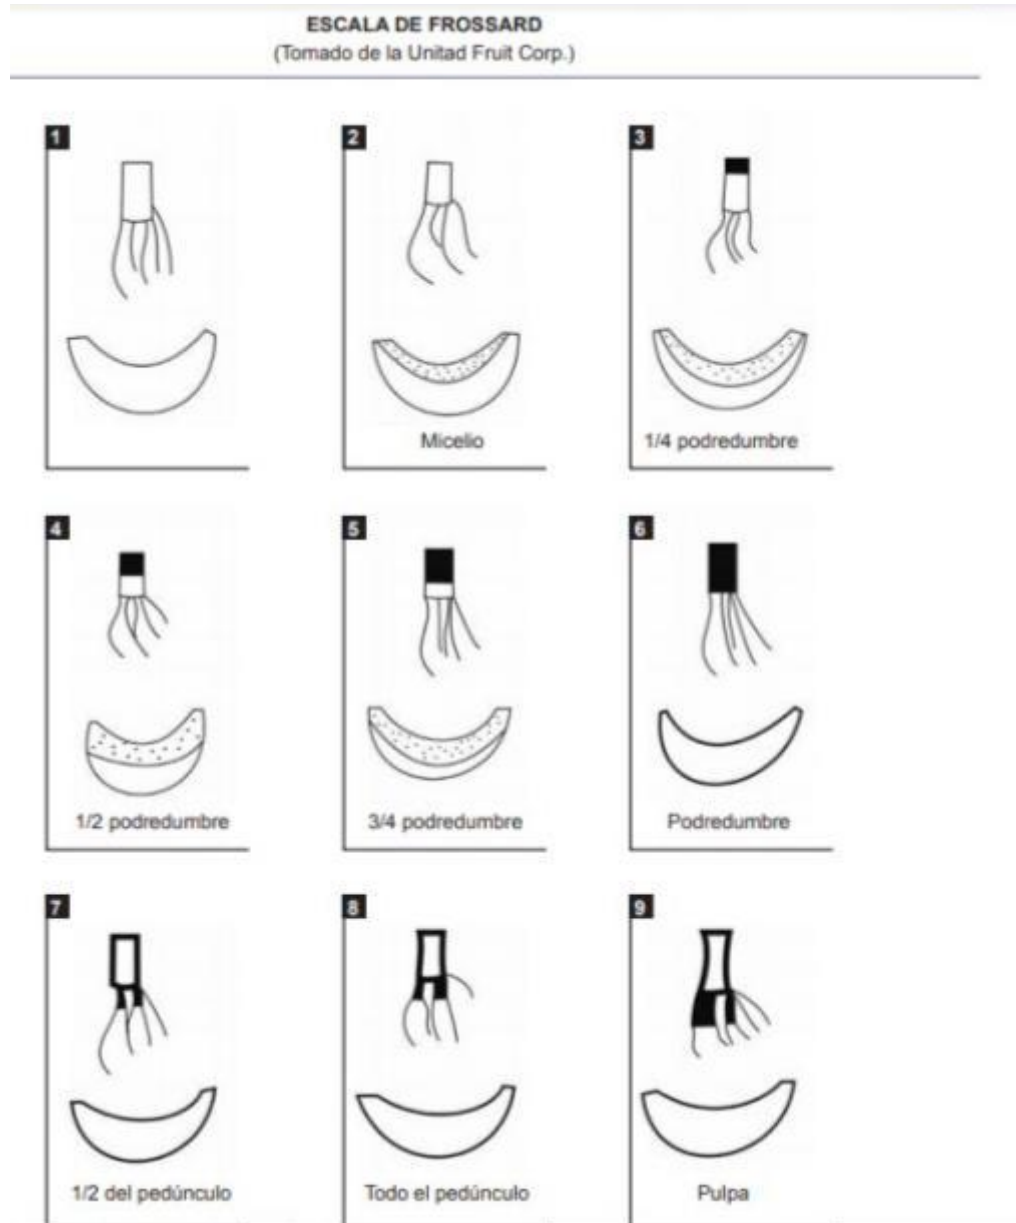 ESCALA DE FROSSARD
(Tomado de la Unitad Fruit Corp.)
1
2
3
Micelio
1/4 podredumbre
4
5
6
1/2 podredumbre
3/4 podredumbre
Podredumbre
7
8
9
1/2 del pedúnculo
Todo el pedúnculo
Pulpa